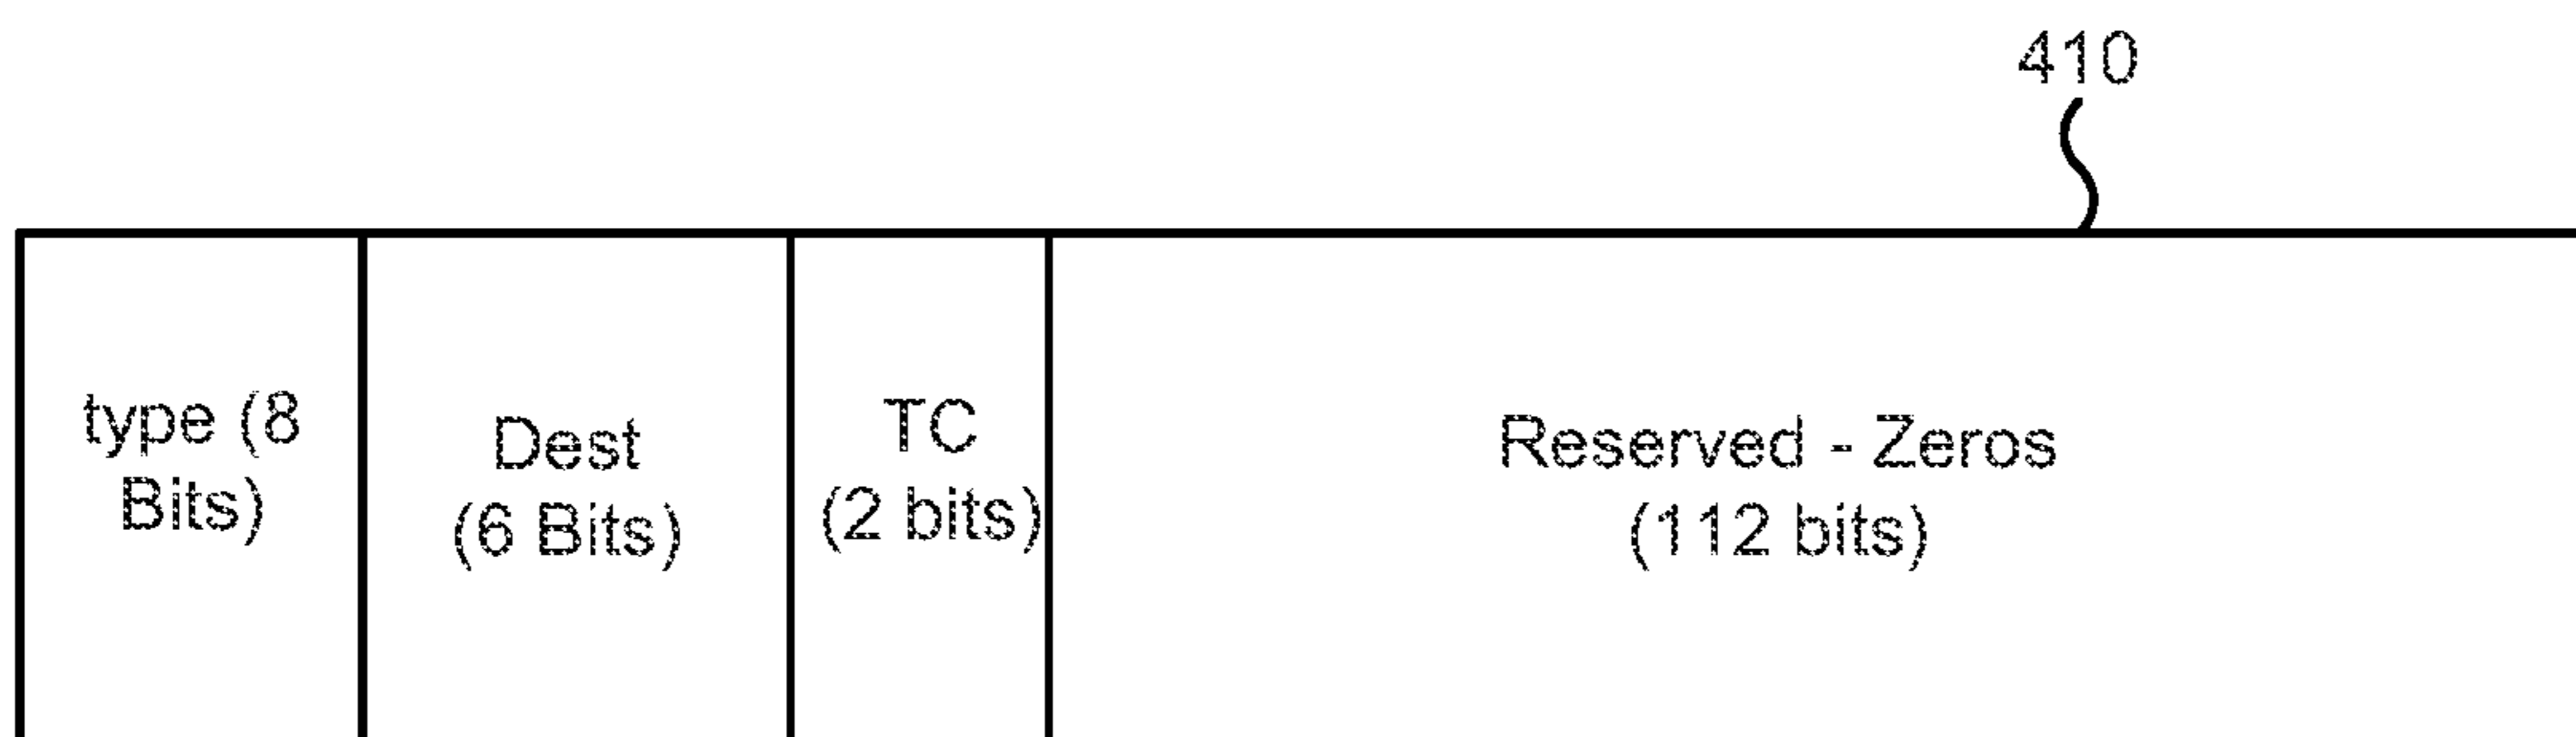 410
type (8
Bits)
Dest
(6 Bits)
TC
(2 bits)
Reserved - Zeros
(112 bits)